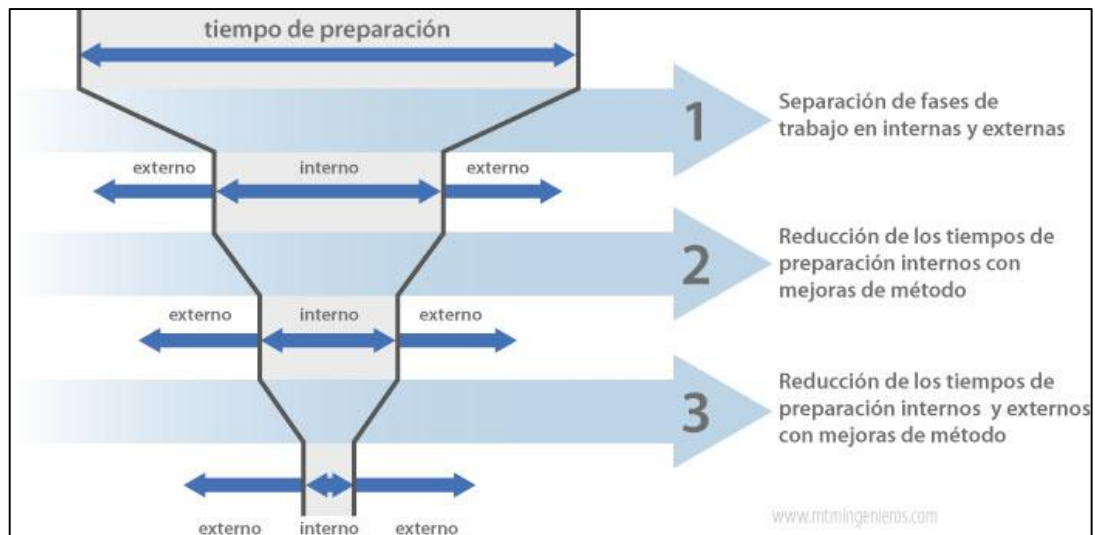 tiempo de preparación
1
Separación de fases de
trabajo en internas y externas
externo interno externo
2
Reducción de los tiempos de
preparación internos con
mejoras de método
externo interno externo
3
Reducción de los tiempos de
preparación internos y externos
con mejoras de método
externo interno externo
www.mtmingenieros.com